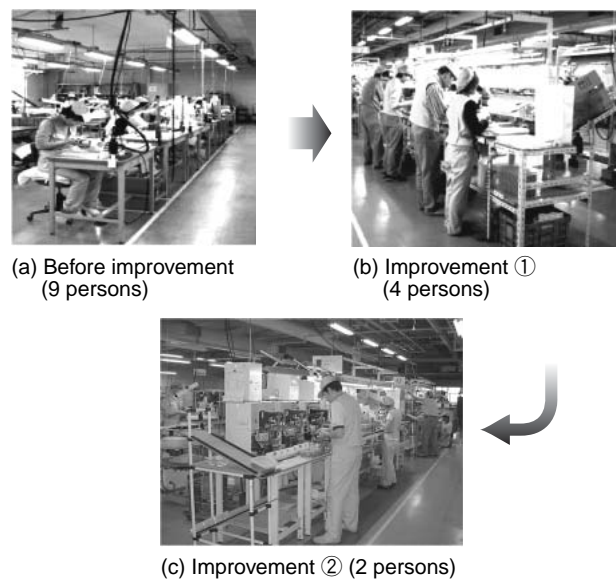 (a) Before improvement
(9 persons)
(b) Improvement ①
(4 persons)
(c) Improvement ② (2 persons)